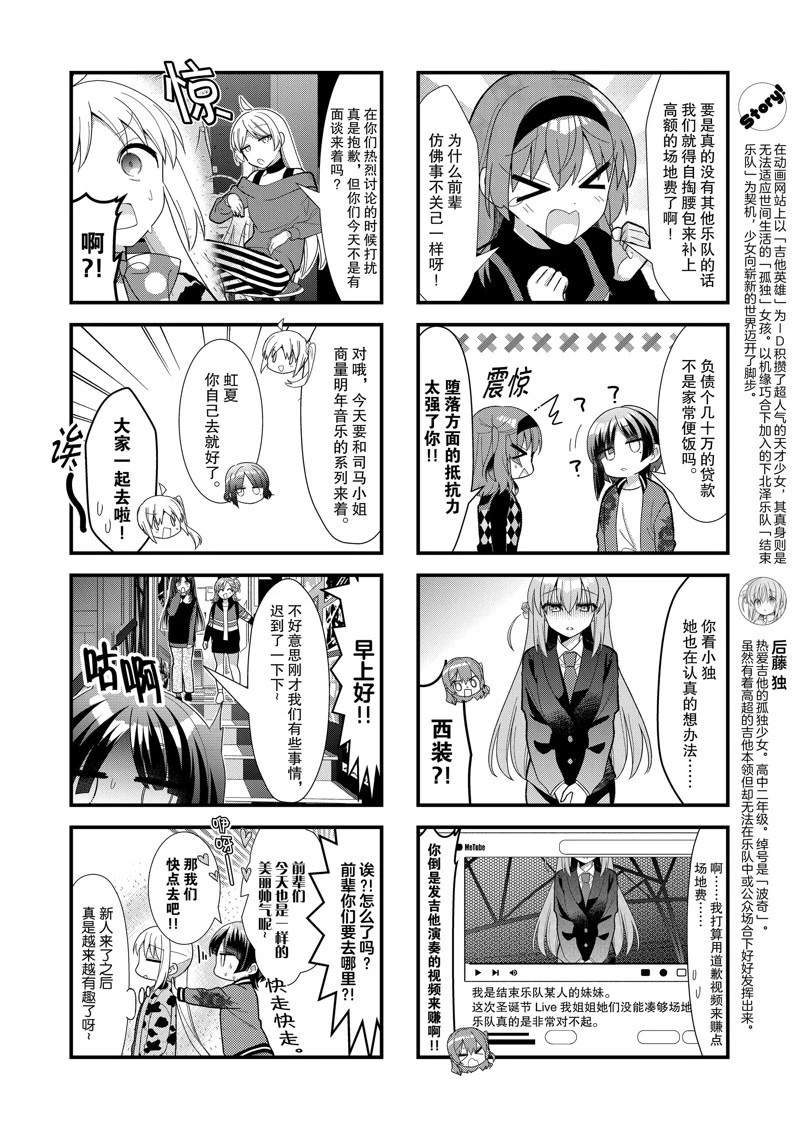 Story!
在动画网站上以「吉他英雄」为ID积攒了超人气的天才少女，其真身则是
无法适应世间生活的「孤独」女孩。以机缘巧合下加入的下北泽乐队「结束
乐队」为契机，少女向崭新的世界迈开了脚步。
后藤 独
热爱吉他的孤独少女。高中二年级。绰号是「波奇」。
虽然有着高超的吉他本领但却无法在乐队中或公众场合下好好发挥出来。
要是真的没有其他乐队的话
我们就得自掏腰包来补上
高额的场地费了啊！
为什么前辈
仿佛事不关己一样呀！
负债个几十万的贷款
不是家常便饭吗。
？
？
？
震惊
堕落方面的抵抗力
太强了你!!
你看小独
她也在认真的想办法……
西装?!
啊……我打算用道歉视频来赚点
场地费……
MeTube
我是结束乐队某人的妹妹。
这次圣诞节 Live 我姐姐她们没能凑够场地
乐队真的是非常对不起。
你倒是发吉他演奏的视频来赚啊!!
在你们热烈讨论的时候打扰
真是抱歉，但你们今天不是有
面谈来着吗？
惊
啊?!
对哦，今天要和司马小姐
商量明年音乐的系列来着。
虹夏
你自己去就好了。
大家一起去啦！
诶
早上好!!
不好意思刚才我们有些事情，
迟到了一下下~
咕啊
诶?!怎么了吗？
前辈你们要去哪里?!
前辈们
今天也是一样的
美丽帅气呢~
咿呀
那我们
快点去吧!!
快走快走。
新人来了之后
真是越来越有趣了呀~